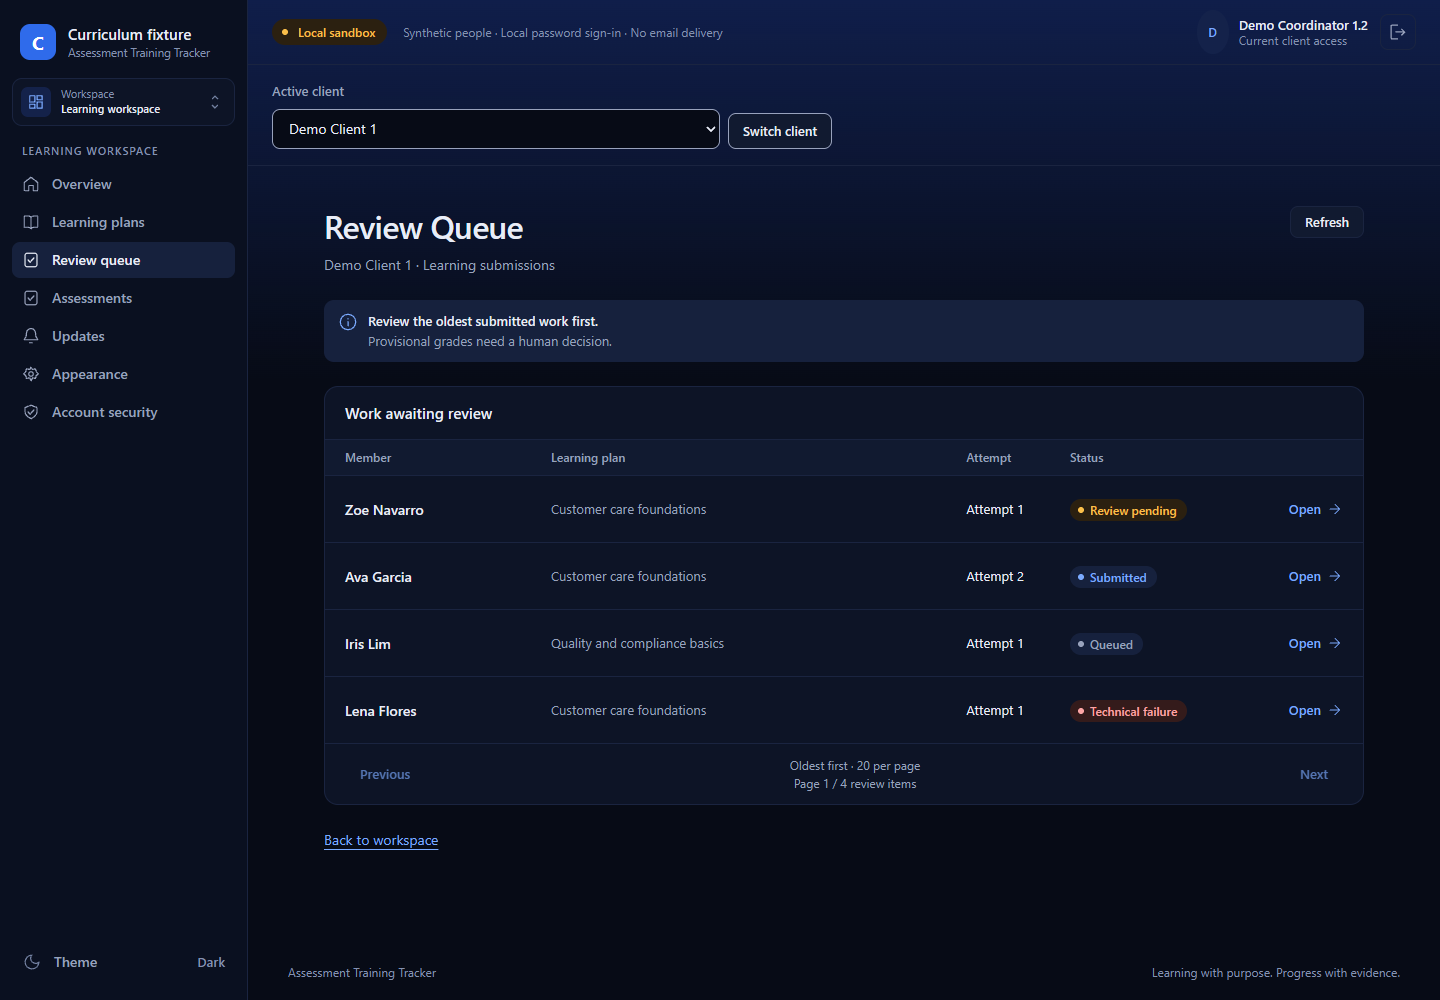 C
Curriculum fixture
Assessment Training Tracker
Workspace
Learning workspace
LEARNING WORKSPACE
Overview
Learning plans
Review queue
Assessments
Updates
Appearance
Account security
Theme Dark
Local sandbox Synthetic people · Local password sign-in · No email delivery
D
Demo Coordinator 1.2
Current client access
Active client
Demo Client 1 Switch client
Review Queue
Refresh
Demo Client 1 · Learning submissions
Review the oldest submitted work first.
Provisional grades need a human decision.
Work awaiting review
Member Learning plan Attempt Status
Zoe Navarro Customer care foundations Attempt 1 Review pending Open
Ava Garcia Customer care foundations Attempt 2 Submitted Open
Iris Lim Quality and compliance basics Attempt 1 Queued Open
Lena Flores Customer care foundations Attempt 1 Technical failure Open
Previous
Oldest first · 20 per page
Page 1 / 4 review items
Next
Back to workspace
Assessment Training Tracker Learning with purpose. Progress with evidence.